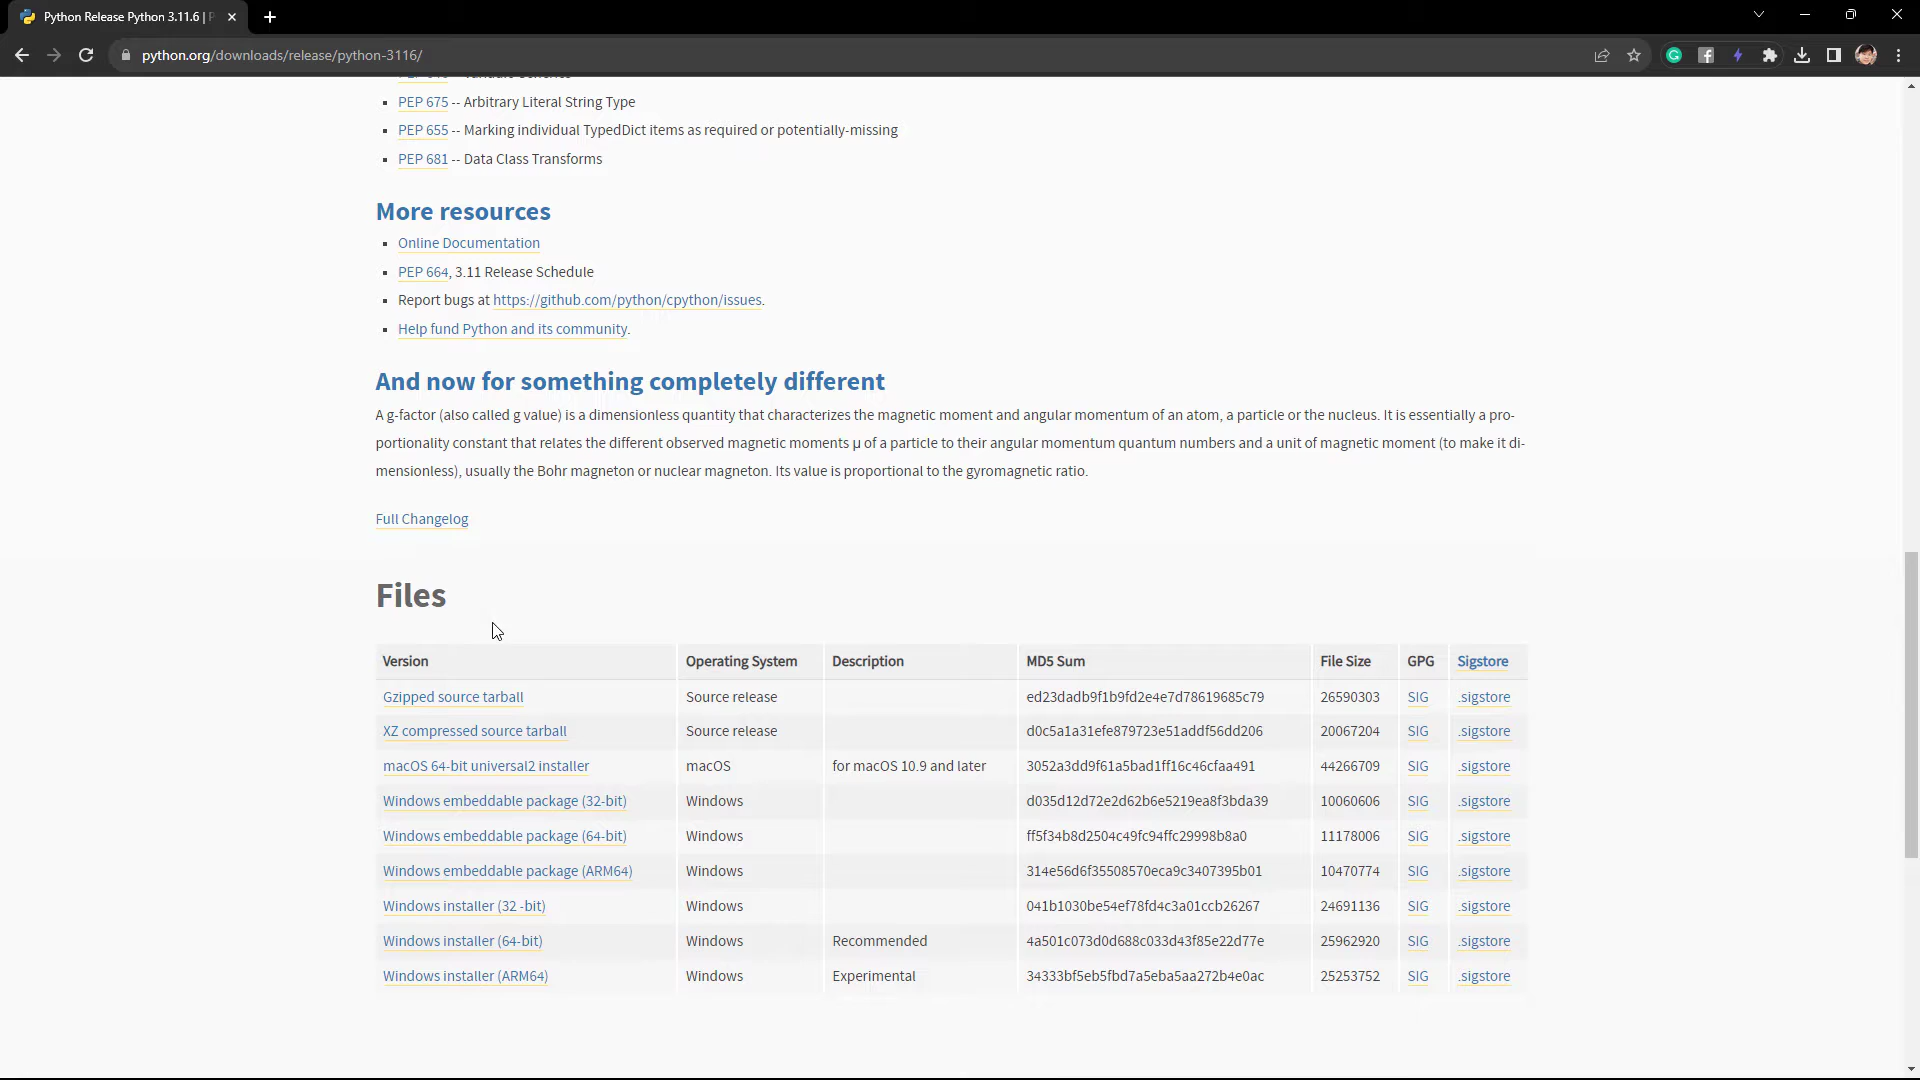 Python Release Python 3.11.6 | P
python.org/downloads/release/python-3116/
PEP 675 -- Arbitrary Literal String Type
PEP 655 -- Marking individual TypedDict items as required or potentially-missing
PEP 681 -- Data Class Transforms
More resources
Online Documentation
PEP 664, 3.11 Release Schedule
Report bugs at https://github.com/python/cpython/issues.
Help fund Python and its community.
And now for something completely different
A g-factor (also called g value) is a dimensionless quantity that characterizes the magnetic moment and angular momentum of an atom, a particle or the nucleus. It is essentially a pro-
portionality constant that relates the different observed magnetic moments μ of a particle to their angular momentum quantum numbers and a unit of magnetic moment (to make it di-
mensionless), usually the Bohr magneton or nuclear magneton. Its value is proportional to the gyromagnetic ratio.
Full Changelog
Files
Version Operating System Description MD5 Sum File Size GPG Sigstore
Gzipped source tarball Source release ed23dadb9f1b9fd2e4e7d78619685c79 26590303 SIG .sigstore
XZ compressed source tarball Source release d0c5a1a31efe879723e51addf56dd206 20067204 SIG .sigstore
macOS 64-bit universal2 installer macOS for macOS 10.9 and later 3052a3dd9f61a5bad1ff16c46cfaa491 44266709 SIG .sigstore
Windows embeddable package (32-bit) Windows d035d12d72e2d62b6e5219ea8f3bda39 10060606 SIG .sigstore
Windows embeddable package (64-bit) Windows ff5f34b8d2504c49fc94ffc29998b8a0 11178006 SIG .sigstore
Windows embeddable package (ARM64) Windows 314e56d6f35508570eca9c3407395b01 10470774 SIG .sigstore
Windows installer (32 -bit) Windows 041b1030be54ef78fd4c3a01ccb26267 24691136 SIG .sigstore
Windows installer (64-bit) Windows Recommended 4a501c073d0d688c033d43f85e22d77e 25962920 SIG .sigstore
Windows installer (ARM64) Windows Experimental 34333bf5eb5fbd7a5eba5aa272b4e0ac 25253752 SIG .sigstore